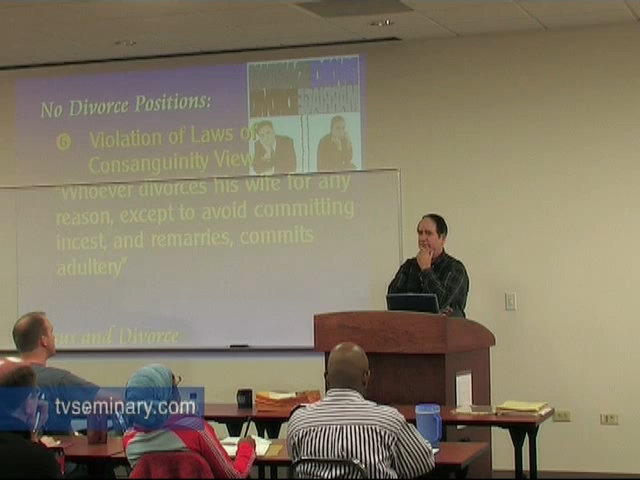 No Divorce Positions:
6 Violation of Laws of
Consanguinity View
"Whoever divorces his wife for any
reason, except to avoid committing
incest, and remarries, commits
adultery"
and Divorce
tvseminary.com